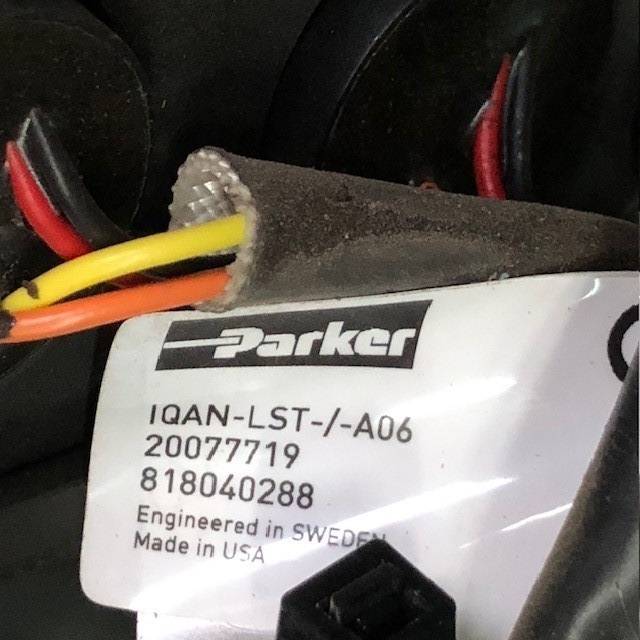 Parker
IQAN-LST-/-A06
20077719
818040288
Engineered in SWEDEN
Made in USA